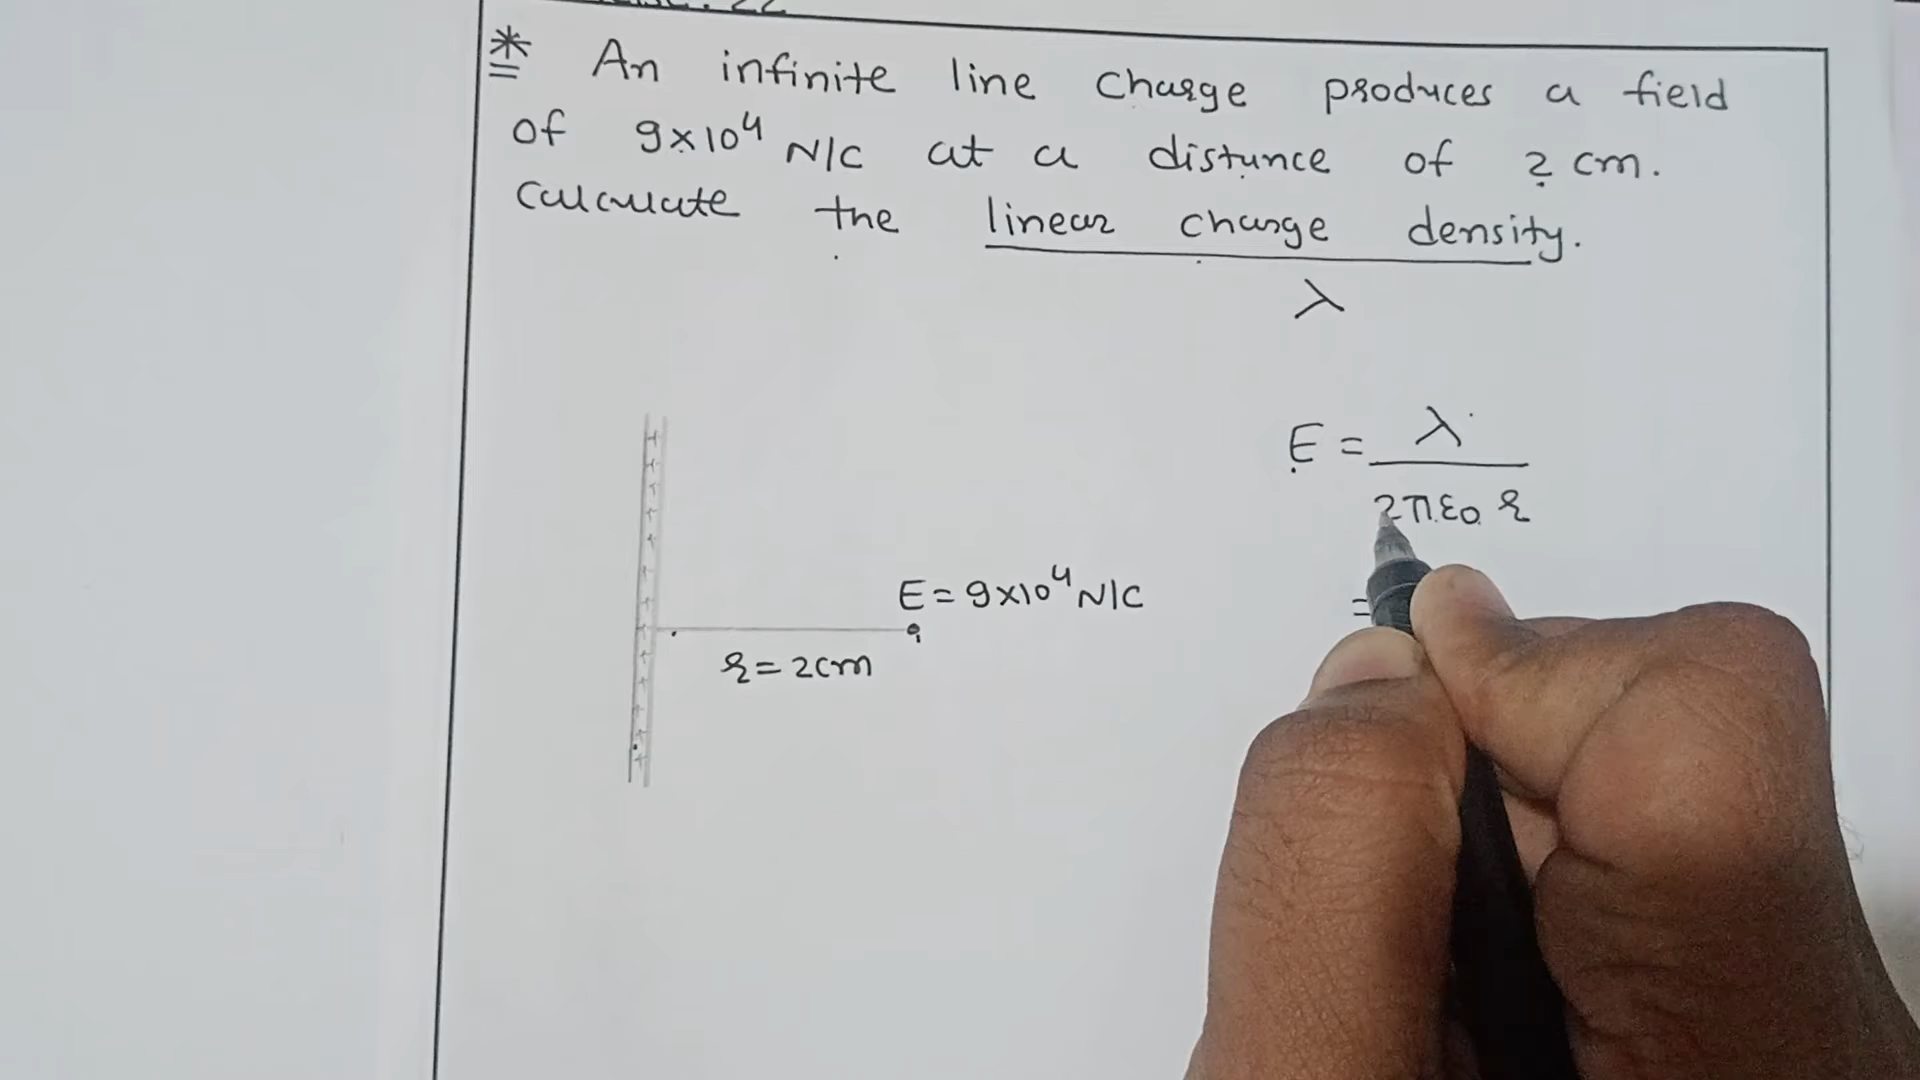 * An infinite line charge produces a field
of 9×10⁴ N/C at a distance of 2 cm.
Calculate the linear charge density.
λ
E = λ
2πε₀ r
E = 9×10⁴ N/C
=
r = 2cm